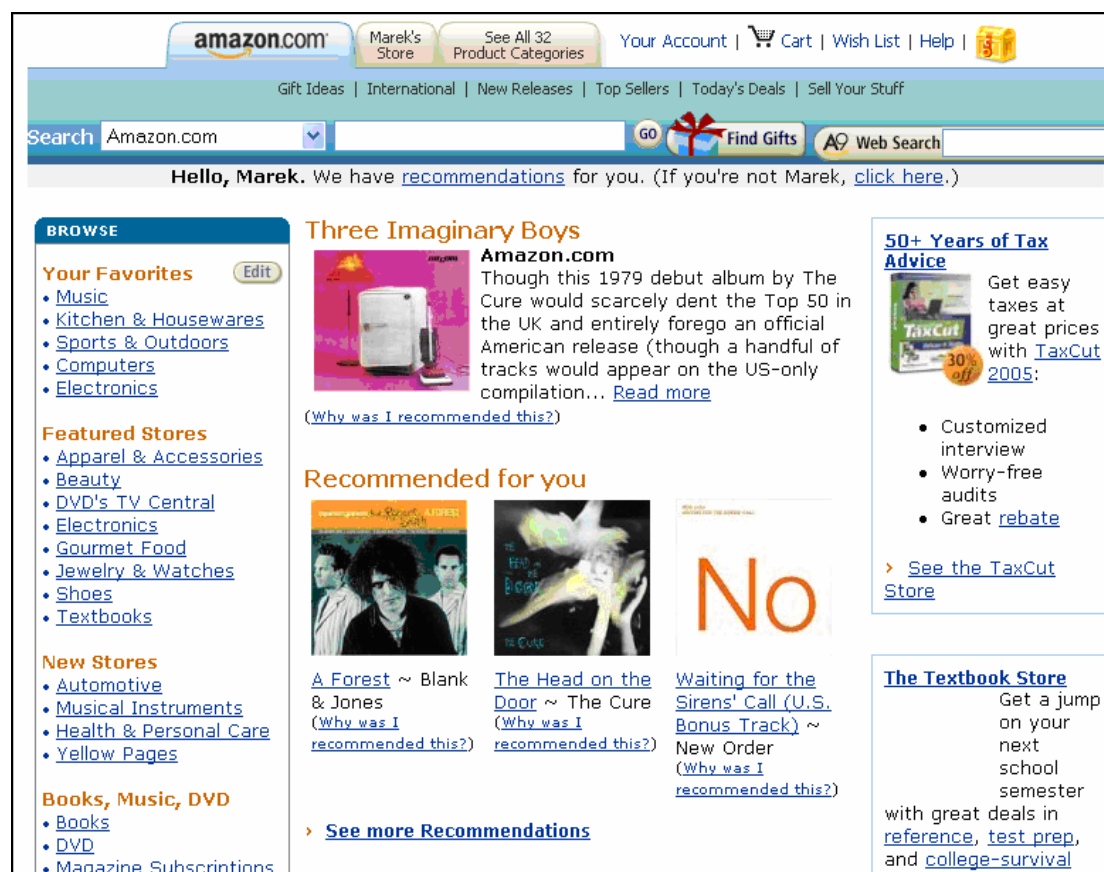 amazon.com
Marek's
Store
See All 32
Product Categories
Your Account | Cart | Wish List | Help |
Gift Ideas | International | New Releases | Top Sellers | Today's Deals | Sell Your Stuff
Search Amazon.com GO Find Gifts A9 Web Search
Hello, Marek. We have recommendations for you. (If you're not Marek, click here.)
BROWSE
Your Favorites Edit
• Music
• Kitchen & Housewares
• Sports & Outdoors
• Computers
• Electronics
Featured Stores
• Apparel & Accessories
• Beauty
• DVD's TV Central
• Electronics
• Gourmet Food
• Jewelry & Watches
• Shoes
• Textbooks
New Stores
• Automotive
• Musical Instruments
• Health & Personal Care
• Yellow Pages
Books, Music, DVD
• Books
• DVD
• Magazine Subscriptions
Three Imaginary Boys
Amazon.com
Though this 1979 debut album by The
Cure would scarcely dent the Top 50 in
the UK and entirely forego an official
American release (though a handful of
tracks would appear on the US-only
compilation... Read more
(Why was I recommended this?)
Recommended for you
THE HEAD ON THE DOOR
THE CURE
No
A Forest ~ Blank
& Jones
(Why was I
recommended this?)
The Head on the
Door ~ The Cure
(Why was I
recommended this?)
Waiting for the
Sirens' Call (U.S.
Bonus Track) ~
New Order
(Why was I
recommended this?)
› See more Recommendations
50+ Years of Tax
Advice
TaxCut
30%
off
Get easy
taxes at
great prices
with TaxCut
2005:
• Customized
interview
• Worry-free
audits
• Great rebate
› See the TaxCut
Store
The Textbook Store
Get a jump
on your
next
school
semester
with great deals in
reference, test prep,
and college-survival